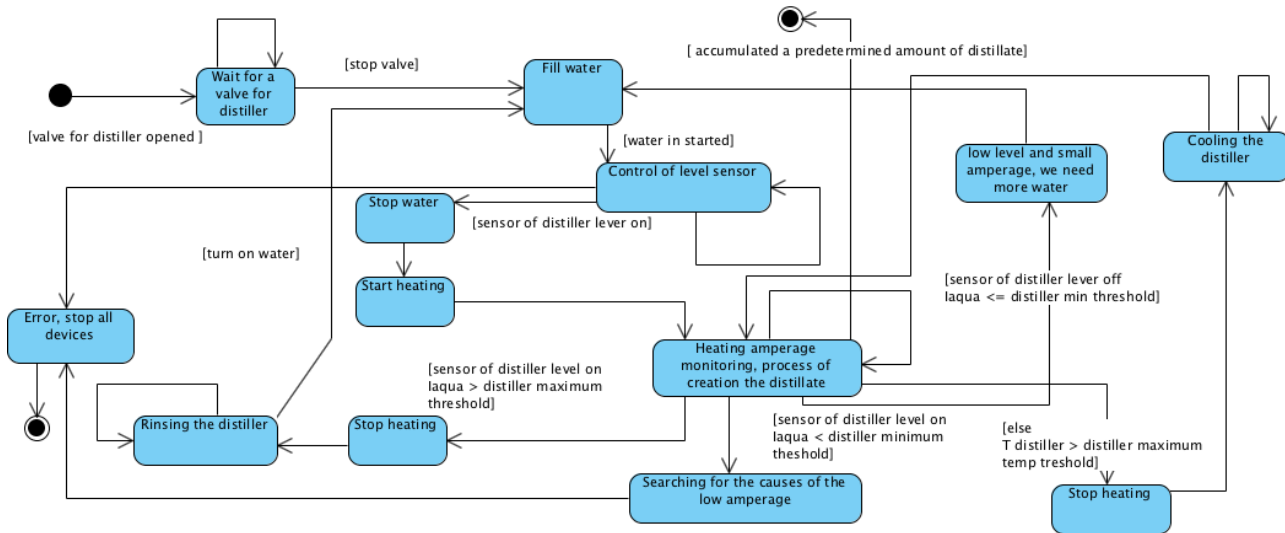 [ accumulated a predetermined amount of distillate]
Wait for a
valve for
distiller
[stop valve]
Fill water
[valve for distiller opened ]
[water in started]
low level and small
amperage, we need
more water
Cooling the
distiller
Control of level sensor
Stop water
[sensor of distiller lever on]
[turn on water]
Start heating
[sensor of distiller lever off
Iaqua <= distiller min threshold]
Error, stop all
devices
Heating amperage
monitoring, process of
creation the distillate
[sensor of distiller level on
Iaqua > distiller maximum
threshold]
Rinsing the distiller
Stop heating
[sensor of distiller level on
Iaqua < distiller minimum
theshold]
[else
T distiller > distiller maximum
temp treshold]
Searching for the causes of the
low amperage
Stop heating